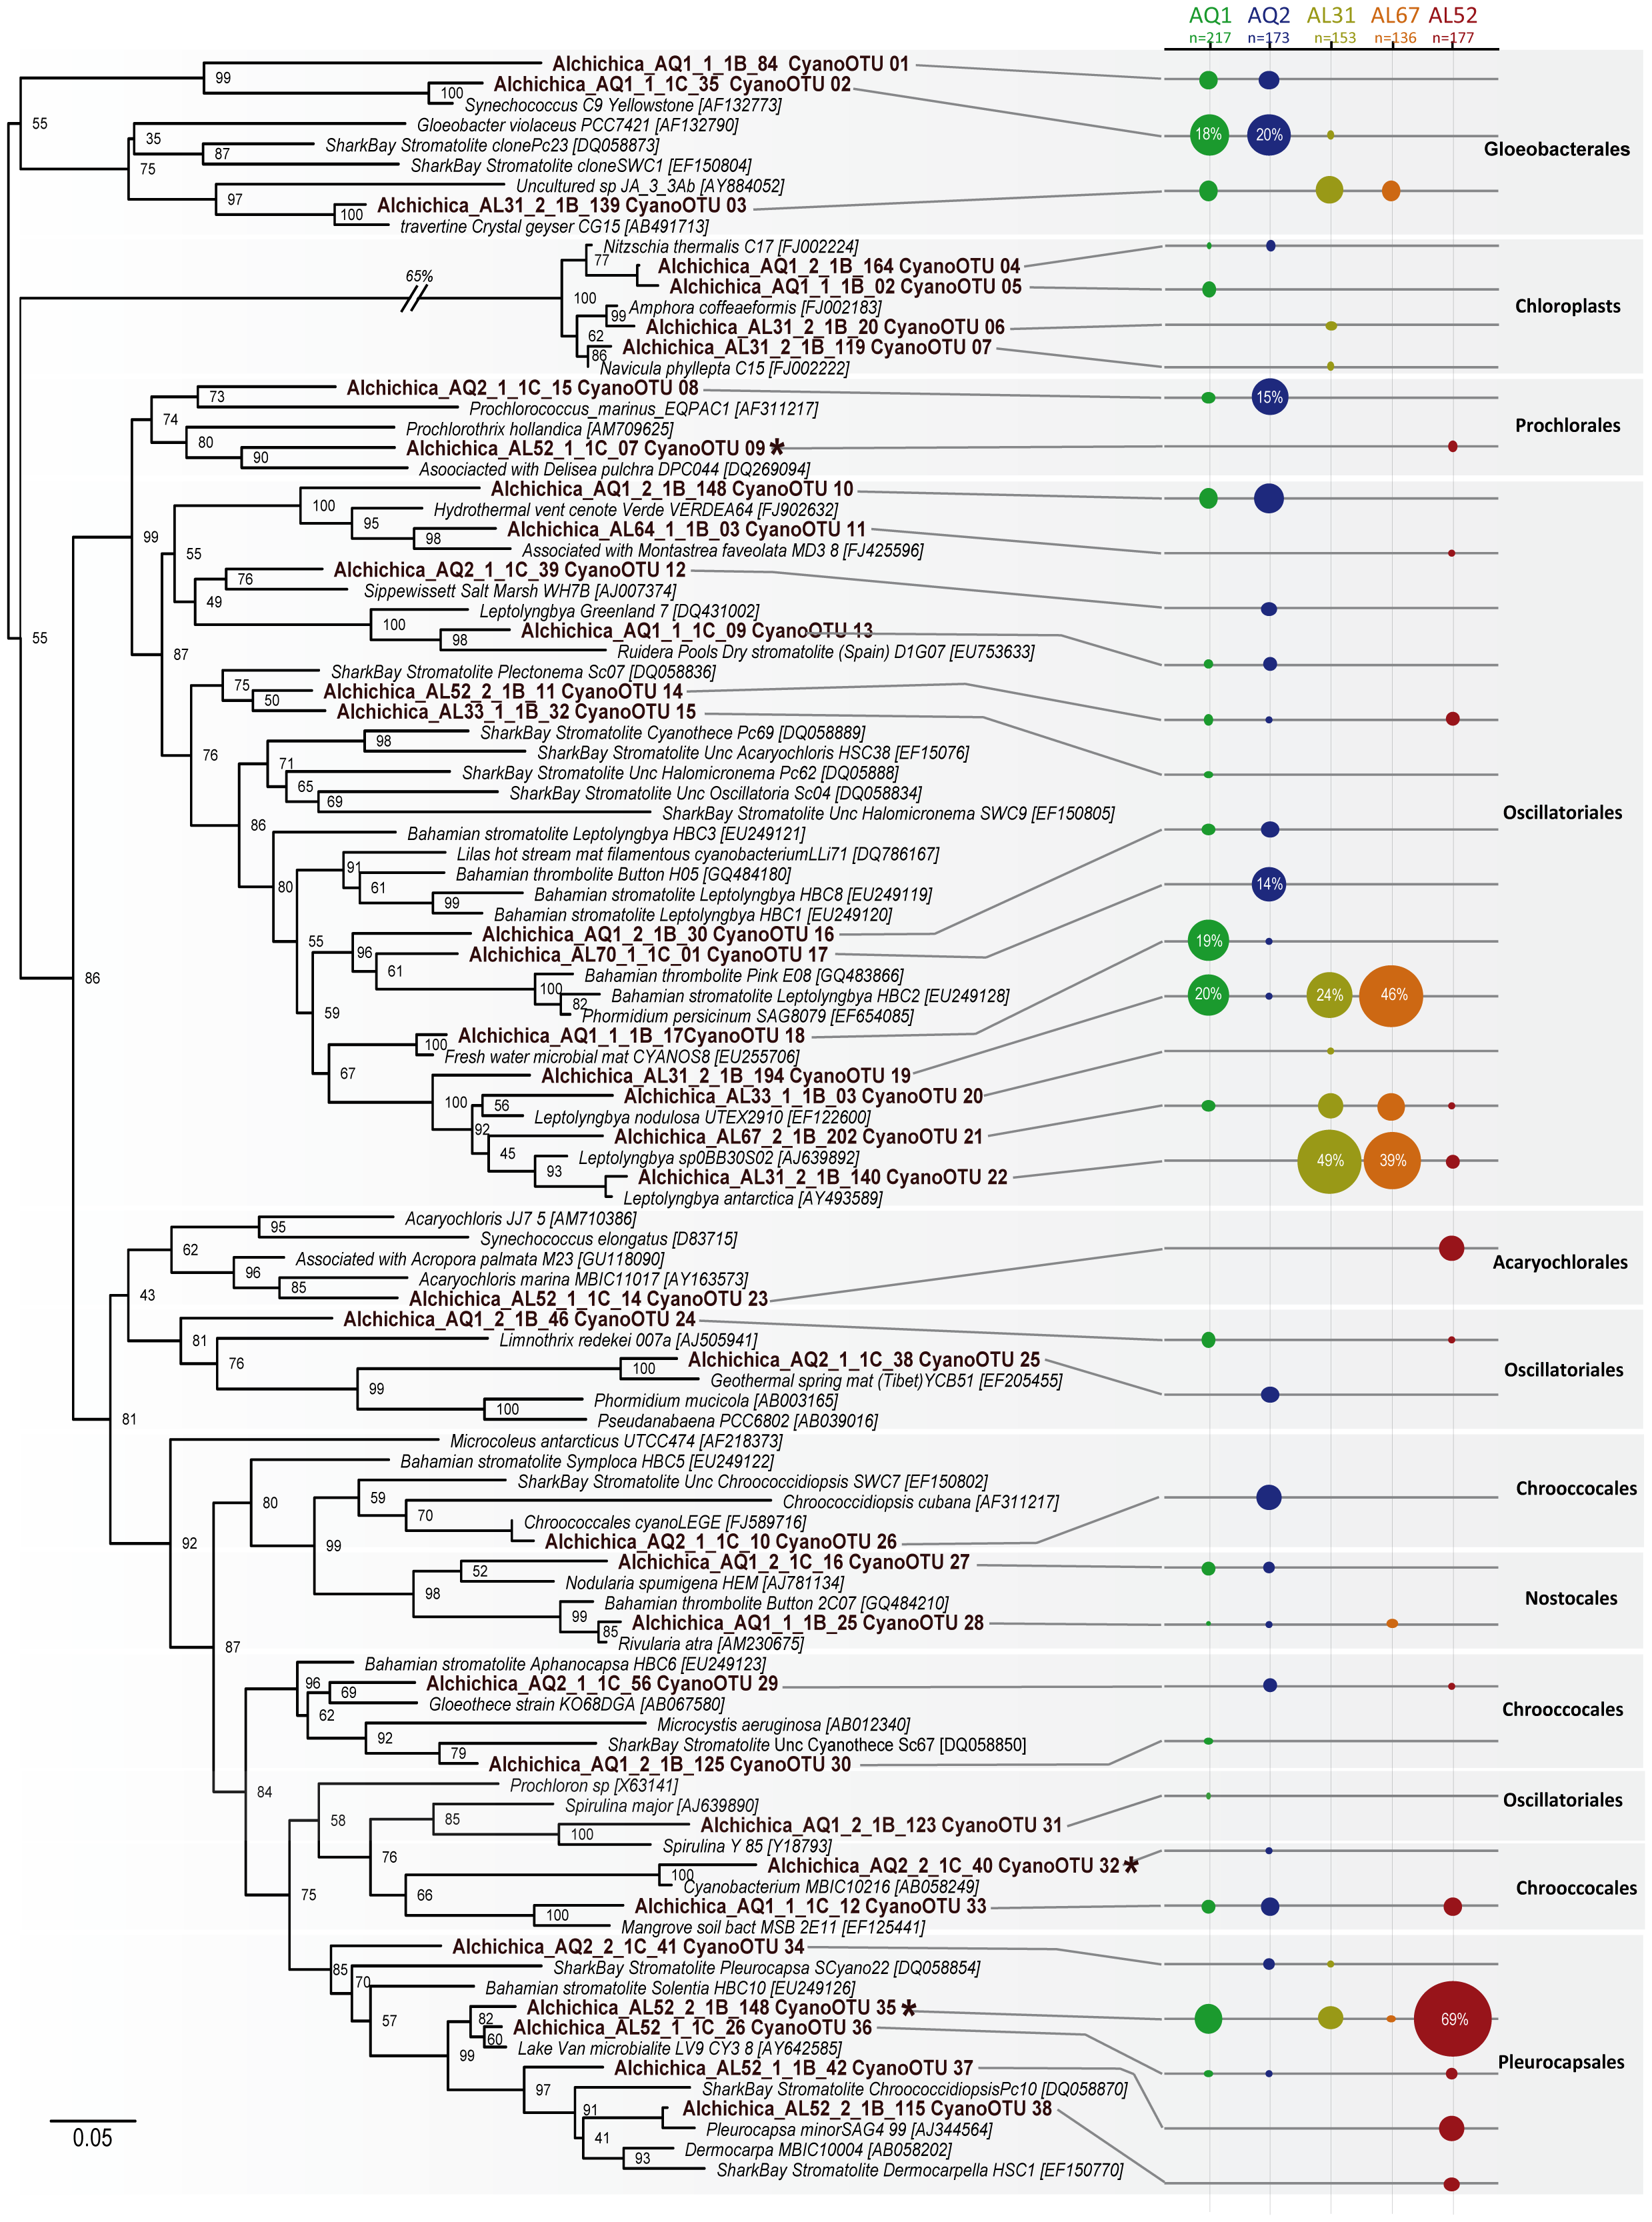 AQ1 AQ2 AL31 AL67 AL52
n=217 n=173 n=153 n=136 n=177
Alchichica_AQ1_1_1B_84 CyanoOTU 01
99
Alchichica_AQ1_1_1C_35 CyanoOTU 02
100
Synechococcus C9 Yellowstone [AF132773]
55
Gloeobacter violaceus PCC7421 [AF132790]
18% 20%
35
SharkBay Stromatolite clonePc23 [DQ058873]
87
Gloeobacterales
75
SharkBay Stromatolite cloneSWC1 [EF150804]
Uncultured sp JA_3_3Ab [AY884052]
97
Alchichica_AL31_2_1B_139 CyanoOTU 03
100
travertine Crystal geyser CG15 [AB491713]
Nitzschia thermalis C17 [FJ002224]
77
Alchichica_AQ1_2_1B_164 CyanoOTU 04
65%
Alchichica_AQ1_1_1B_02 CyanoOTU 05
100
Amphora coffeaeformis [FJ002183]
Chloroplasts
99
Alchichica_AL31_2_1B_20 CyanoOTU 06
62
Alchichica_AL31_2_1B_119 CyanoOTU 07
86
Navicula phyllepta C15 [FJ002222]
Alchichica_AQ2_1_1C_15 CyanoOTU 08
73
15%
Prochlorococcus_marinus_EQPAC1 [AF311217]
74
Prochlorothrix hollandica [AM709625]
Prochlorales
80
Alchichica_AL52_1_1C_07 CyanoOTU 09*
90
Asoociacted with Delisea pulchra DPC044 [DQ269094]
Alchichica_AQ1_2_1B_148 CyanoOTU 10
100
Hydrothermal vent cenote Verde VERDEA64 [FJ902632]
95
Alchichica_AL64_1_1B_03 CyanoOTU 11
99
98
Associated with Montastrea faveolata MD3 8 [FJ425596]
55
Alchichica_AQ2_1_1C_39 CyanoOTU 12
76
Sippewissett Salt Marsh WH7B [AJ007374]
49
Leptolyngbya Greenland 7 [DQ431002]
100
Alchichica_AQ1_1_1C_09 CyanoOTU 13
55
98
Ruidera Pools Dry stromatolite (Spain) D1G07 [EU753633]
87
SharkBay Stromatolite Plectonema Sc07 [DQ058836]
75
Alchichica_AL52_2_1B_11 CyanoOTU 14
50
Alchichica_AL33_1_1B_32 CyanoOTU 15
SharkBay Stromatolite Cyanothece Pc69 [DQ058889]
98
76
SharkBay Stromatolite Unc Acaryochloris HSC38 [EF15076]
71
SharkBay Stromatolite Unc Halomicronema Pc62 [DQ05888]
65
SharkBay Stromatolite Unc Oscillatoria Sc04 [DQ058834]
69
SharkBay Stromatolite Unc Halomicronema SWC9 [EF150805]
Oscillatoriales
86
Bahamian stromatolite Leptolyngbya HBC3 [EU249121]
Lilas hot stream mat filamentous cyanobacteriumLLi71 [DQ786167]
91
Bahamian thrombolite Button H05 [GQ484180]
80
61
14%
Bahamian stromatolite Leptolyngbya HBC8 [EU249119]
99
Bahamian stromatolite Leptolyngbya HBC1 [EU249120]
Alchichica_AQ1_2_1B_30 CyanoOTU 16
55
19%
96
Alchichica_AL70_1_1C_01 CyanoOTU 17
61
Bahamian thrombolite Pink E08 [GQ483866]
86
100
Bahamian stromatolite Leptolyngbya HBC2 [EU249128]
20% 24% 46%
82
Phormidium persicinum SAG8079 [EF654085]
59
Alchichica_AQ1_1_1B_17CyanoOTU 18
100
Fresh water microbial mat CYANOS8 [EU255706]
67
Alchichica_AL31_2_1B_194 CyanoOTU 19
Alchichica_AL33_1_1B_03 CyanoOTU 20
100
56
Leptolyngbya nodulosa UTEX2910 [EF122600]
92
Alchichica_AL67_2_1B_202 CyanoOTU 21
45
Leptolyngbya sp0BB30S02 [AJ639892]
49% 39%
93
Alchichica_AL31_2_1B_140 CyanoOTU 22
Leptolyngbya antarctica [AY493589]
Acaryochloris JJ7 5 [AM710386]
95
Synechococcus elongatus [D83715]
62
Associated with Acropora palmata M23 [GU118090]
Acaryochlorales
96
Acaryochloris marina MBIC11017 [AY163573]
85
43
Alchichica_AL52_1_1C_14 CyanoOTU 23
Alchichica_AQ1_2_1B_46 CyanoOTU 24
81
Limnothrix redekei 007a [AJ505941]
76
Alchichica_AQ2_1_1C_38 CyanoOTU 25
100
Oscillatoriales
Geothermal spring mat (Tibet)YCB51 [EF205455]
99
Phormidium mucicola [AB003165]
100
81
Pseudanabaena PCC6802 [AB039016]
Microcoleus antarcticus UTCC474 [AF218373]
Bahamian stromatolite Symploca HBC5 [EU249122]
SharkBay Stromatolite Unc Chroococcidiopsis SWC7 [EF150802]
Chrooccocales
80
59
Chroococcidiopsis cubana [AF311217]
70
Chroococcales cyanoLEGE [FJ589716]
92
99
Alchichica_AQ2_1_1C_10 CyanoOTU 26
Alchichica_AQ1_2_1C_16 CyanoOTU 27
52
Nodularia spumigena HEM [AJ781134]
98
Bahamian thrombolite Button 2C07 [GQ484210]
Nostocales
99
Alchichica_AQ1_1_1B_25 CyanoOTU 28
85
Rivularia atra [AM230675]
87
Bahamian stromatolite Aphanocapsa HBC6 [EU249123]
96
Alchichica_AQ2_1_1C_56 CyanoOTU 29
69
Gloeothece strain KO68DGA [AB067580]
62
Chrooccocales
Microcystis aeruginosa [AB012340]
92
SharkBay Stromatolite Unc Cyanothece Sc67 [DQ058850]
79
Alchichica_AQ1_2_1B_125 CyanoOTU 30
84
Prochloron sp [X63141]
Spirulina major [AJ639890]
Oscillatoriales
58
85
Alchichica_AQ1_2_1B_123 CyanoOTU 31
100
Spirulina Y 85 [Y18793]
76
Alchichica_AQ2_2_1C_40 CyanoOTU 32*
100
Cyanobacterium MBIC10216 [AB058249]
Chrooccocales
75
66
Alchichica_AQ1_1_1C_12 CyanoOTU 33
100
Mangrove soil bact MSB 2E11 [EF125441]
Alchichica_AQ2_2_1C_41 CyanoOTU 34
85
SharkBay Stromatolite Pleurocapsa SCyano22 [DQ058854]
70
Bahamian stromatolite Solentia HBC10 [EU249126]
57
Alchichica_AL52_2_1B_148 CyanoOTU 35*
82
69%
Alchichica_AL52_1_1C_26 CyanoOTU 36
60
Lake Van microbialite LV9 CY3 8 [AY642585]
99
Pleurocapsales
Alchichica_AL52_1_1B_42 CyanoOTU 37
97
SharkBay Stromatolite ChroococcidiopsisPc10 [DQ058870]
91
Alchichica_AL52_2_1B_115 CyanoOTU 38
Pleurocapsa minorSAG4 99 [AJ344564]
41
0.05
Dermocarpa MBIC10004 [AB058202]
93
SharkBay Stromatolite Dermocarpella HSC1 [EF150770]